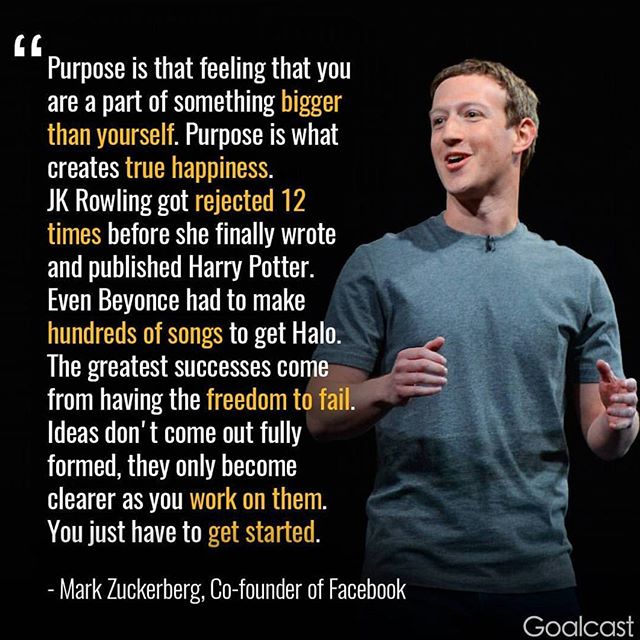 “
Purpose is that feeling that you
are a part of something bigger
than yourself. Purpose is what
creates true happiness.
JK Rowling got rejected 12
times before she finally wrote
and published Harry Potter.
Even Beyonce had to make
hundreds of songs to get Halo.
The greatest successes come
from having the freedom to fail.
Ideas don't come out fully
formed, they only become
clearer as you work on them.
You just have to get started.
- Mark Zuckerberg, Co-founder of Facebook
Goalcast